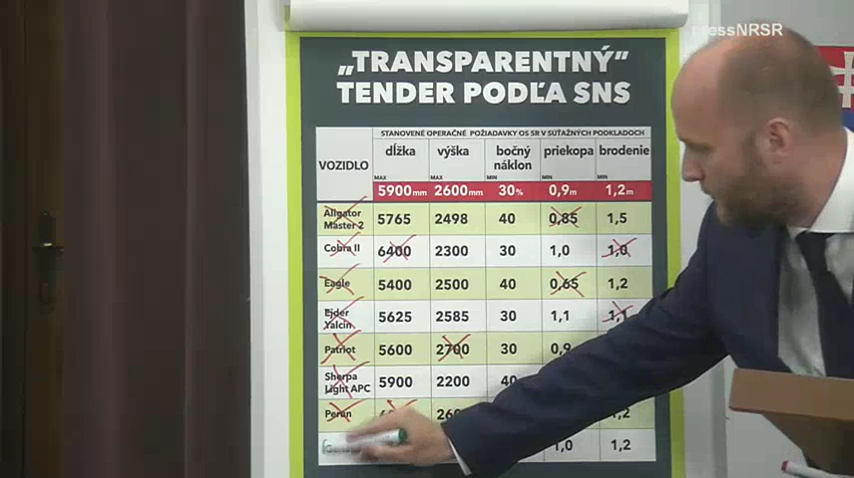 pressNRSR
„TRANSPARENTNÝ”
TENDER PODĽA SNS
STANOVENÉ OPERAČNÉ POŽIADAVKY OS SR V SÚŤAŽNÝCH PODKLADOCH
VOZIDLO dĺžka výška bočný náklon priekopa brodenie
MAX MAX MIN MIN MIN
5900mm 2600mm 30% 0,9m 1,2m
Alligator Master 2 5765 2498 40 0,85 1,5
Cobra II 6400 2300 30 1,0 1,0
Eagle 5400 2500 40 0,65 1,2
Ejder Yalcin 5625 2585 30 1,1 1,1
Patriot 5600 2700 30 0,9
Sherpa Light APC 5900 2200 40
Perun
1,0 1,2